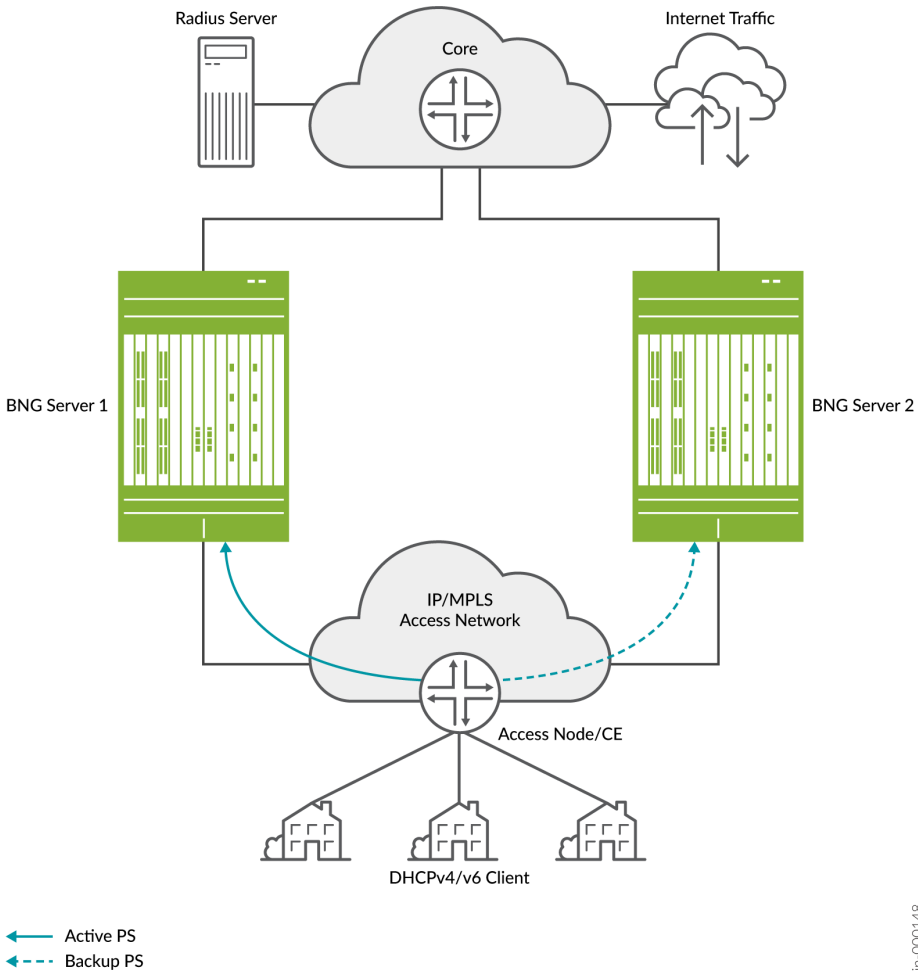 Radius Server
Internet Traffic
Core
BNG Server 1
BNG Server 2
IP/MPLS
Access Network
Access Node/CE
DHCPv4/v6 Client
Active PS
Backup PS